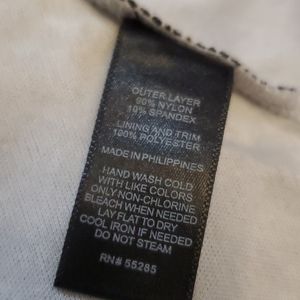 OUTER LAYER
90% NYLON
10% SPANDEX
LINING AND TRIM
100% POLYESTER
MADE IN PHILIPPINES
HAND WASH COLD
WITH LIKE COLORS
ONLY NON-CHLORINE
BLEACH WHEN NEEDED
LAY FLAT TO DRY
COOL IRON IF NEEDED
DO NOT STEAM
RN# 55285